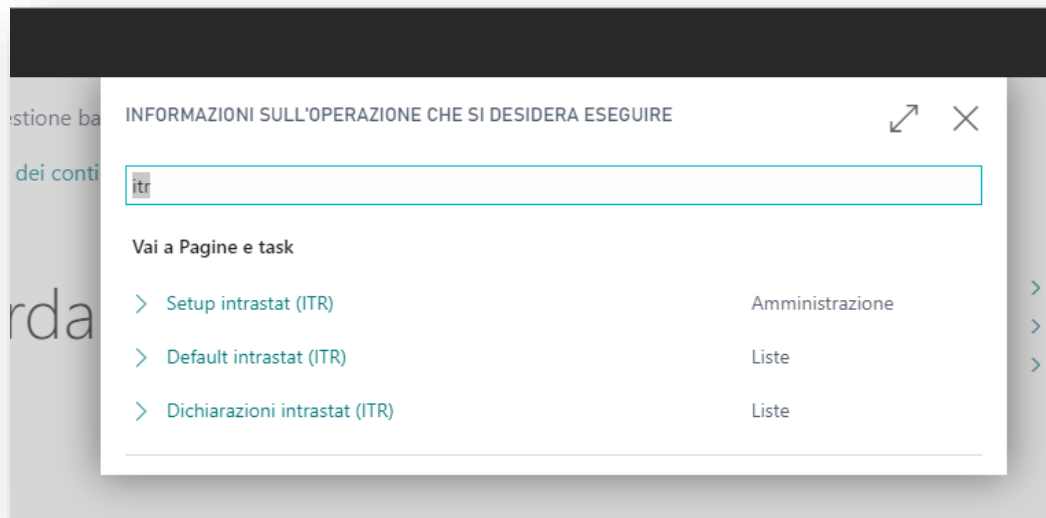 INFORMAZIONI SULL'OPERAZIONE CHE SI DESIDERA ESEGUIRE
estione ba
dei conti
itr
Vai a Pagine e task
Setup intrastat (ITR) Amministrazione
rda
Default intrastat (ITR) Liste
Dichiarazioni intrastat (ITR) Liste